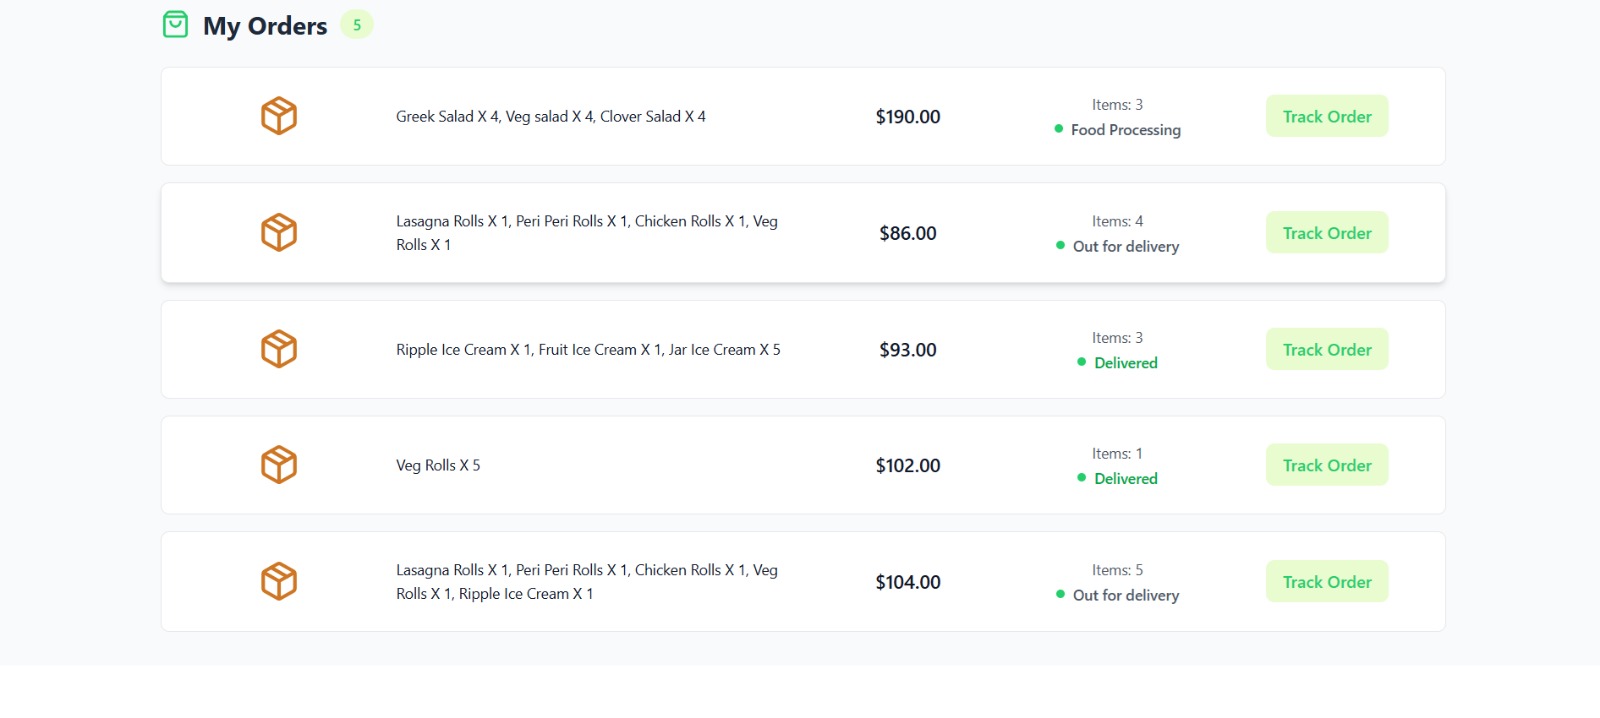 My Orders 5
Greek Salad X 4, Veg salad X 4, Clover Salad X 4
$190.00
Items: 3
Food Processing
Track Order
Lasagna Rolls X 1, Peri Peri Rolls X 1, Chicken Rolls X 1, Veg
Rolls X 1
$86.00
Items: 4
Out for delivery
Track Order
Ripple Ice Cream X 1, Fruit Ice Cream X 1, Jar Ice Cream X 5
$93.00
Items: 3
Delivered
Track Order
Veg Rolls X 5
$102.00
Items: 1
Delivered
Track Order
Lasagna Rolls X 1, Peri Peri Rolls X 1, Chicken Rolls X 1, Veg
Rolls X 1, Ripple Ice Cream X 1
$104.00
Items: 5
Out for delivery
Track Order